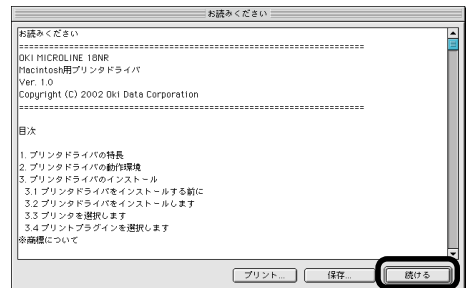 お読みください
お読みください
================================================================
OKI MICROLINE 18NR
Macintosh用プリンタドライバ
Ver. 1.0
Copyright (C) 2002 Oki Data Corporation
================================================================
目次
1. プリンタドライバの特長
2. プリンタドライバの動作環境
3. プリンタドライバのインストール
3.1 プリンタドライバをインストールする前に
3.2 プリンタドライバをインストールします
3.3 プリンタを選択します
3.4 プリントプラグインを選択します
※商標について
プリント... 保存... 続ける